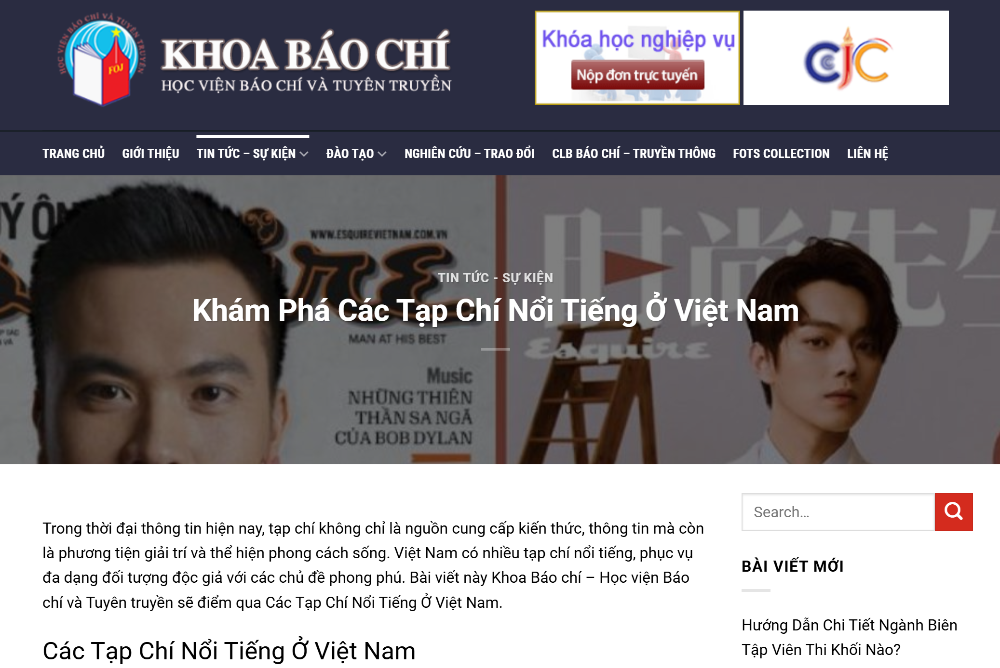 HỌC VIỆN BÁO CHÍ VÀ TUYÊN TRUYỀN
FOJ
KHOA BÁO CHÍ
HỌC VIỆN BÁO CHÍ VÀ TUYÊN TRUYỀN
Khóa học nghiệp vụ
Nộp đơn trực tuyến
CJC
TRANG CHỦ GIỚI THIỆU TIN TỨC – SỰ KIỆN ĐÀO TẠO NGHIÊN CỨU – TRAO ĐỔI CLB BÁO CHÍ – TRUYỀN THÔNG FOTS COLLECTION LIÊN HỆ
WWW.ESQUIREVIETNAM.COM.VN
时尚先生
TIN TỨC - SỰ KIỆN
Khám Phá Các Tạp Chí Nổi Tiếng Ở Việt Nam
MAN AT HIS BEST
Esquire
Music
NHỮNG THIÊN
THẦN SA NGÃ
CỦA BOB DYLAN
Trong thời đại thông tin hiện nay, tạp chí không chỉ là nguồn cung cấp kiến thức, thông tin mà còn
là phương tiện giải trí và thể hiện phong cách sống. Việt Nam có nhiều tạp chí nổi tiếng, phục vụ
đa dạng đối tượng độc giả với các chủ đề phong phú. Bài viết này Khoa Báo chí – Học viện Báo
chí và Tuyên truyền sẽ điểm qua Các Tạp Chí Nổi Tiếng Ở Việt Nam.
Các Tạp Chí Nổi Tiếng Ở Việt Nam
Search…
BÀI VIẾT MỚI
Hướng Dẫn Chi Tiết Ngành Biên
Tập Viên Thi Khối Nào?